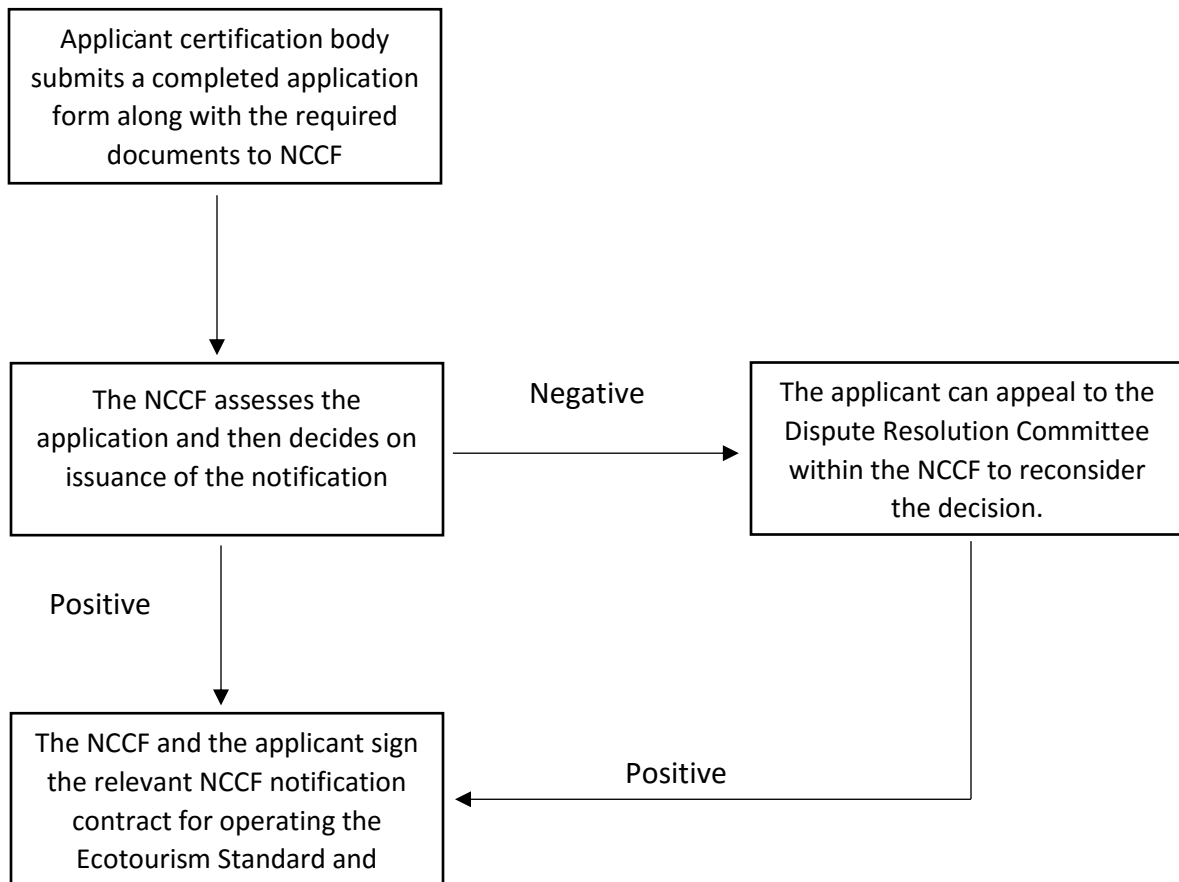 Applicant certification body
submits a completed application
form along with the required
documents to NCCF
The NCCF assesses the
application and then decides on
issuance of the notification
Negative
The applicant can appeal to the
Dispute Resolution Committee
within the NCCF to reconsider
the decision.
Positive
The NCCF and the applicant sign
the relevant NCCF notification
contract for operating the
Ecotourism Standard and
Positive